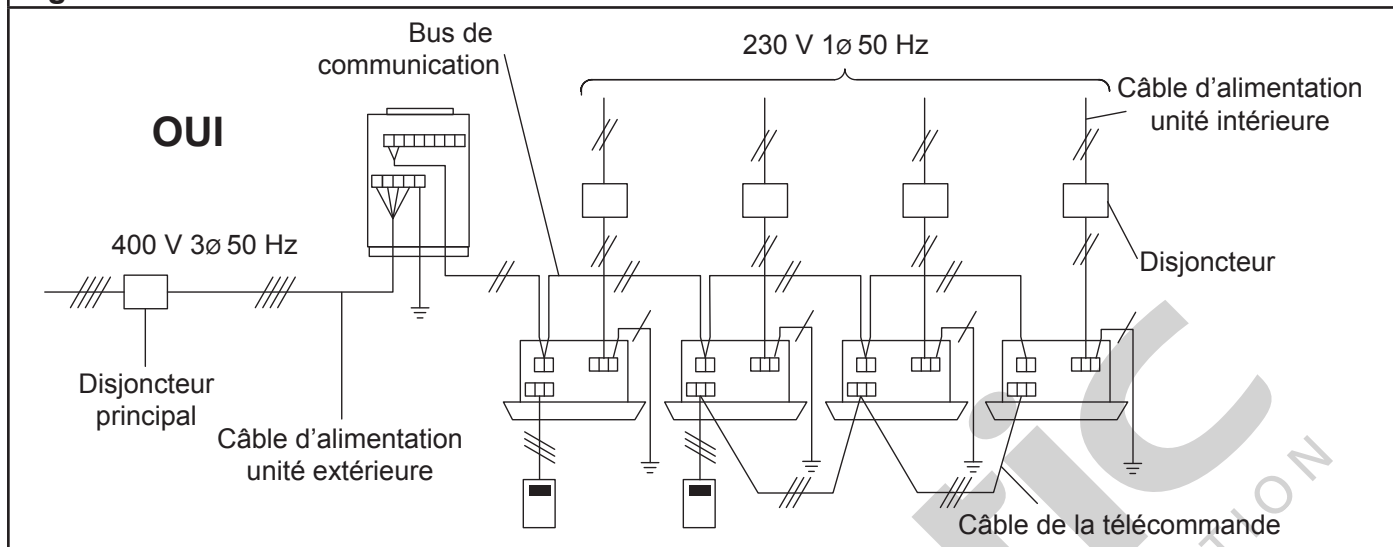 Bus de
communication
230 V 1ø 50 Hz
Câble d’alimentation
unité intérieure
OUI
400 V 3ø 50 Hz
Disjoncteur
Disjoncteur
principal
Câble d’alimentation
unité extérieure
Câble de la télécommande